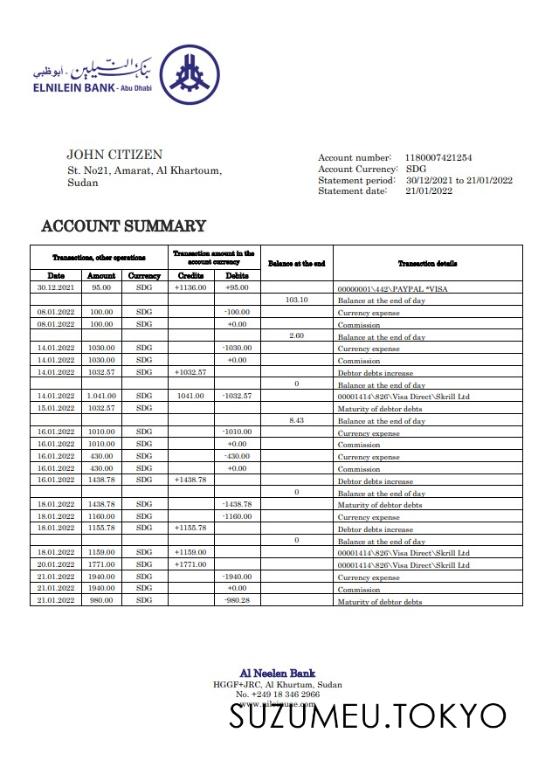 بنك النيلين - أبوظبي
ELNILEIN BANK - Abu Dhabi
JOHN CITIZEN
St. No21, Amarat, Al Khartoum,
Sudan
Account number: 1180007421254
Account Currency: SDG
Statement period: 30/12/2021 to 21/01/2022
Statement date: 21/01/2022
ACCOUNT SUMMARY
Transactions, other operations Transaction amount in the account currency Balance at the end Transaction details
Date Amount Currency Credits Debits
30.12.2021 95.00 SDG +1136.00 +95.00 00000001\442\PAYPAL *VISA
103.10 Balance at the end of day
08.01.2022 100.00 SDG -100.00 Currency expense
08.01.2022 100.00 SDG +0.00 Commission
2.60 Balance at the end of day
14.01.2022 1030.00 SDG -1030.00 Currency expense
14.01.2022 1030.00 SDG +0.00 Commission
14.01.2022 1032.57 SDG +1032.57 Debtor debts increase
0 Balance at the end of day
14.01.2022 1.041.00 SDG 1041.00 -1032.57 00001414\826\Visa Direct\Skrill Ltd
15.01.2022 1032.57 SDG Maturity of debtor debts
8.43 Balance at the end of day
16.01.2022 1010.00 SDG -1010.00 Currency expense
16.01.2022 1010.00 SDG +0.00 Commission
16.01.2022 430.00 SDG -430.00 Currency expense
16.01.2022 430.00 SDG +0.00 Commission
16.01.2022 1438.78 SDG +1438.78 Debtor debts increase
0 Balance at the end of day
18.01.2022 1438.78 SDG -1438.78 Maturity of debtor debts
18.01.2022 1160.00 SDG -1160.00 Currency expense
18.01.2022 1155.78 SDG +1155.78 Debtor debts increase
0 Balance at the end of day
18.01.2022 1159.00 SDG +1159.00 00001414\826\Visa Direct\Skrill Ltd
20.01.2022 1771.00 SDG +1771.00 00001414\826\Visa Direct\Skrill Ltd
21.01.2022 1940.00 SDG -1940.00 Currency expense
21.01.2022 1940.00 SDG +0.00 Commission
21.01.2022 980.00 SDG -980.28 Maturity of debtor debts
Al Neelen Bank
HGGF+JRC, Al Khurtum, Sudan
No. +249 18 346 2966
SUZUMEU.TOKYO